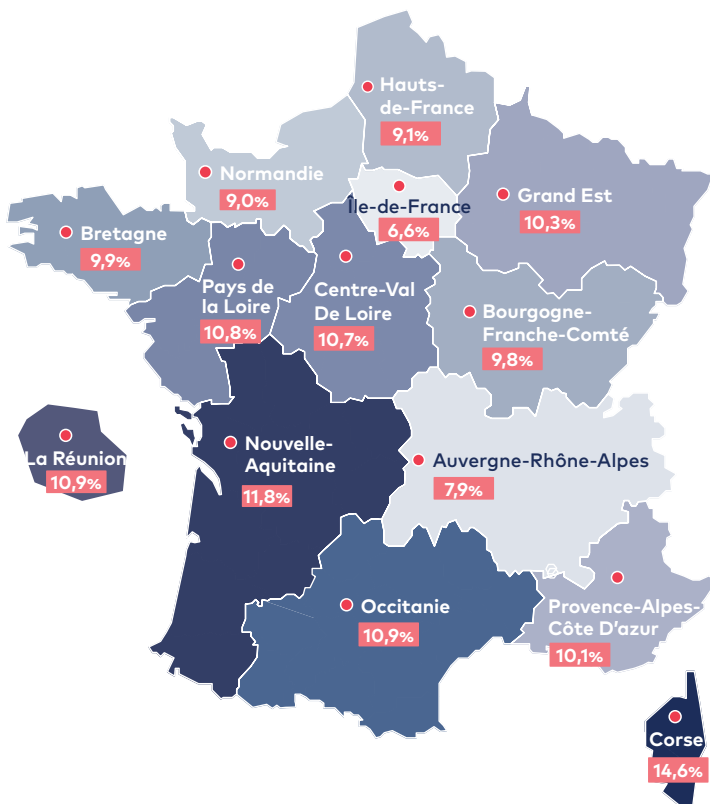 Hauts-
de-France
9,1%
Normandie
9,0%
Île-de-France
6,6%
Grand Est
10,3%
Bretagne
9,9%
Pays de
la Loire
10,8%
Centre-Val
De Loire
10,7%
Bourgogne-
Franche-Comté
9,8%
La Réunion
10,9%
Nouvelle-
Aquitaine
11,8%
Auvergne-Rhône-Alpes
7,9%
Occitanie
10,9%
Provence-Alpes-
Côte D'azur
10,1%
Corse
14,6%